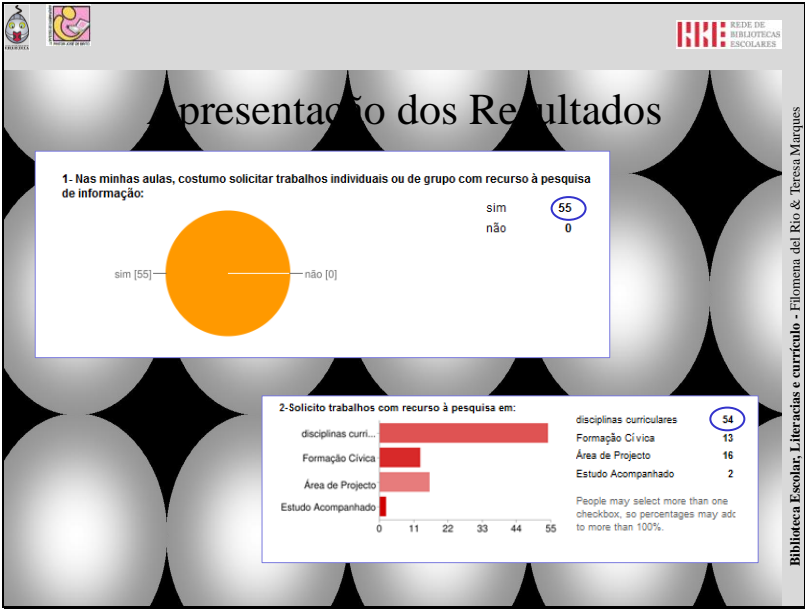 REDE DE
BIBLIOTECAS
ESCOLARES
Apresentação dos Resultados
1- Nas minhas aulas, costumo solicitar trabalhos individuais ou de grupo com recurso à pesquisa
de informação:
sim 55
não 0
sim [55]
não [0]
2-Solicito trabalhos com recurso à pesquisa em:
disciplinas curri...
Formação Cívica
Área de Projecto
Estudo Acompanhado
0 11 22 33 44 55
disciplinas curriculares 54
Formação Cívica 13
Área de Projecto 16
Estudo Acompanhado 2
People may select more than one
checkbox, so percentages may add
to more than 100%.
Biblioteca Escolar, Literacias e currículo - Filomena del Rio & Teresa Marques